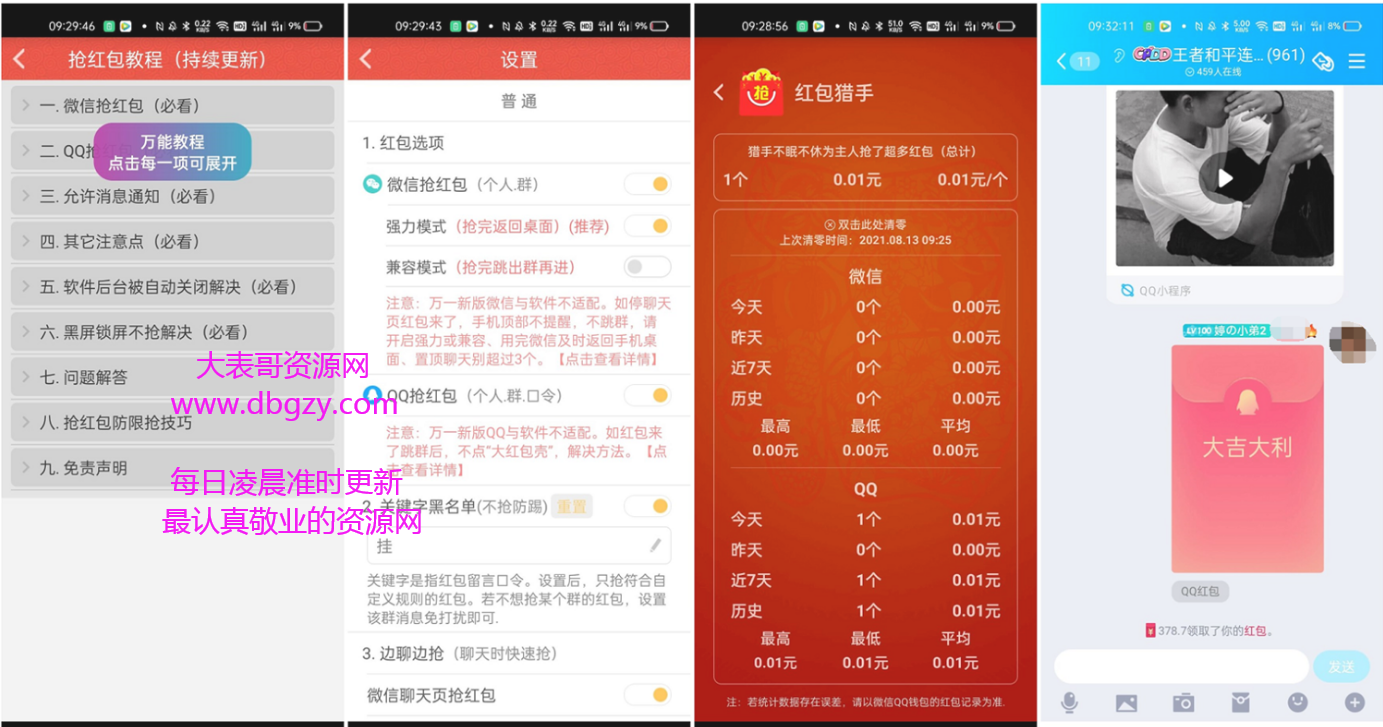 09:29:46
0.22
KB/S
9%
抢红包教程（持续更新）
一. 微信抢红包（必看）
二. QQ抢
万能教程
点击每一项可展开
三. 允许消息通知（必看）
四. 其它注意点（必看）
五. 软件后台被自动关闭解决（必看）
六. 黑屏锁屏不抢解决（必看）
七. 问题解答
八. 抢红包防限抢技巧
九. 免责声明
大表哥资源网
www.dbgzy.com
每日凌晨准时更新
最认真敬业的资源网
09:29:43
0.22
KB/S
9%
设置
普通
1. 红包选项
微信抢红包（个人.群）
强力模式（抢完返回桌面）(推荐)
兼容模式（抢完跳出群再进）
注意：万一新版微信与软件不适配。如停聊天
页红包来了，手机顶部不提醒，不跳群，请
开启强力或兼容、用完微信及时返回手机桌
面、置顶聊天别超过3个。【点击查看详情】
QQ抢红包（个人.群.口令）
注意：万一新版QQ与软件不适配。如红包来
了跳群后，不点“大红包壳”，解决方法。【点
击查看详情】
2. 关键字黑名单(不抢防踢) 重置
挂
关键字是指红包留言口令。设置后，只抢符合自
定义规则的红包。若不想抢某个群的红包，设置
该群消息免打扰即可.
3. 边聊边抢（聊天时快速抢）
微信聊天页抢红包
09:28:56
51.0
KB/S
9%
抢
红包猎手
猎手不眠不休为主人抢了超多红包（总计）
1个 0.01元 0.01元/个
双击此处清零
上次清零时间：2021.08.13 09:25
微信
今天 0个 0.00元
昨天 0个 0.00元
近7天 0个 0.00元
历史 0个 0.00元
最高 最低 平均
0.00元 0.00元 0.00元
QQ
今天 1个 0.01元
昨天 0个 0.00元
近7天 1个 0.01元
历史 1个 0.01元
最高 最低 平均
0.01元 0.01元 0.01元
注：若统计数据存在误差，请以微信QQ钱包的红包记录为准.
09:32:11
5.00
KB/S
8%
11
王者和平连... (961)
459人在线
QQ小程序
LV100 婷の小弟2
大吉大利
QQ红包
378.7领取了你的红包。
发送